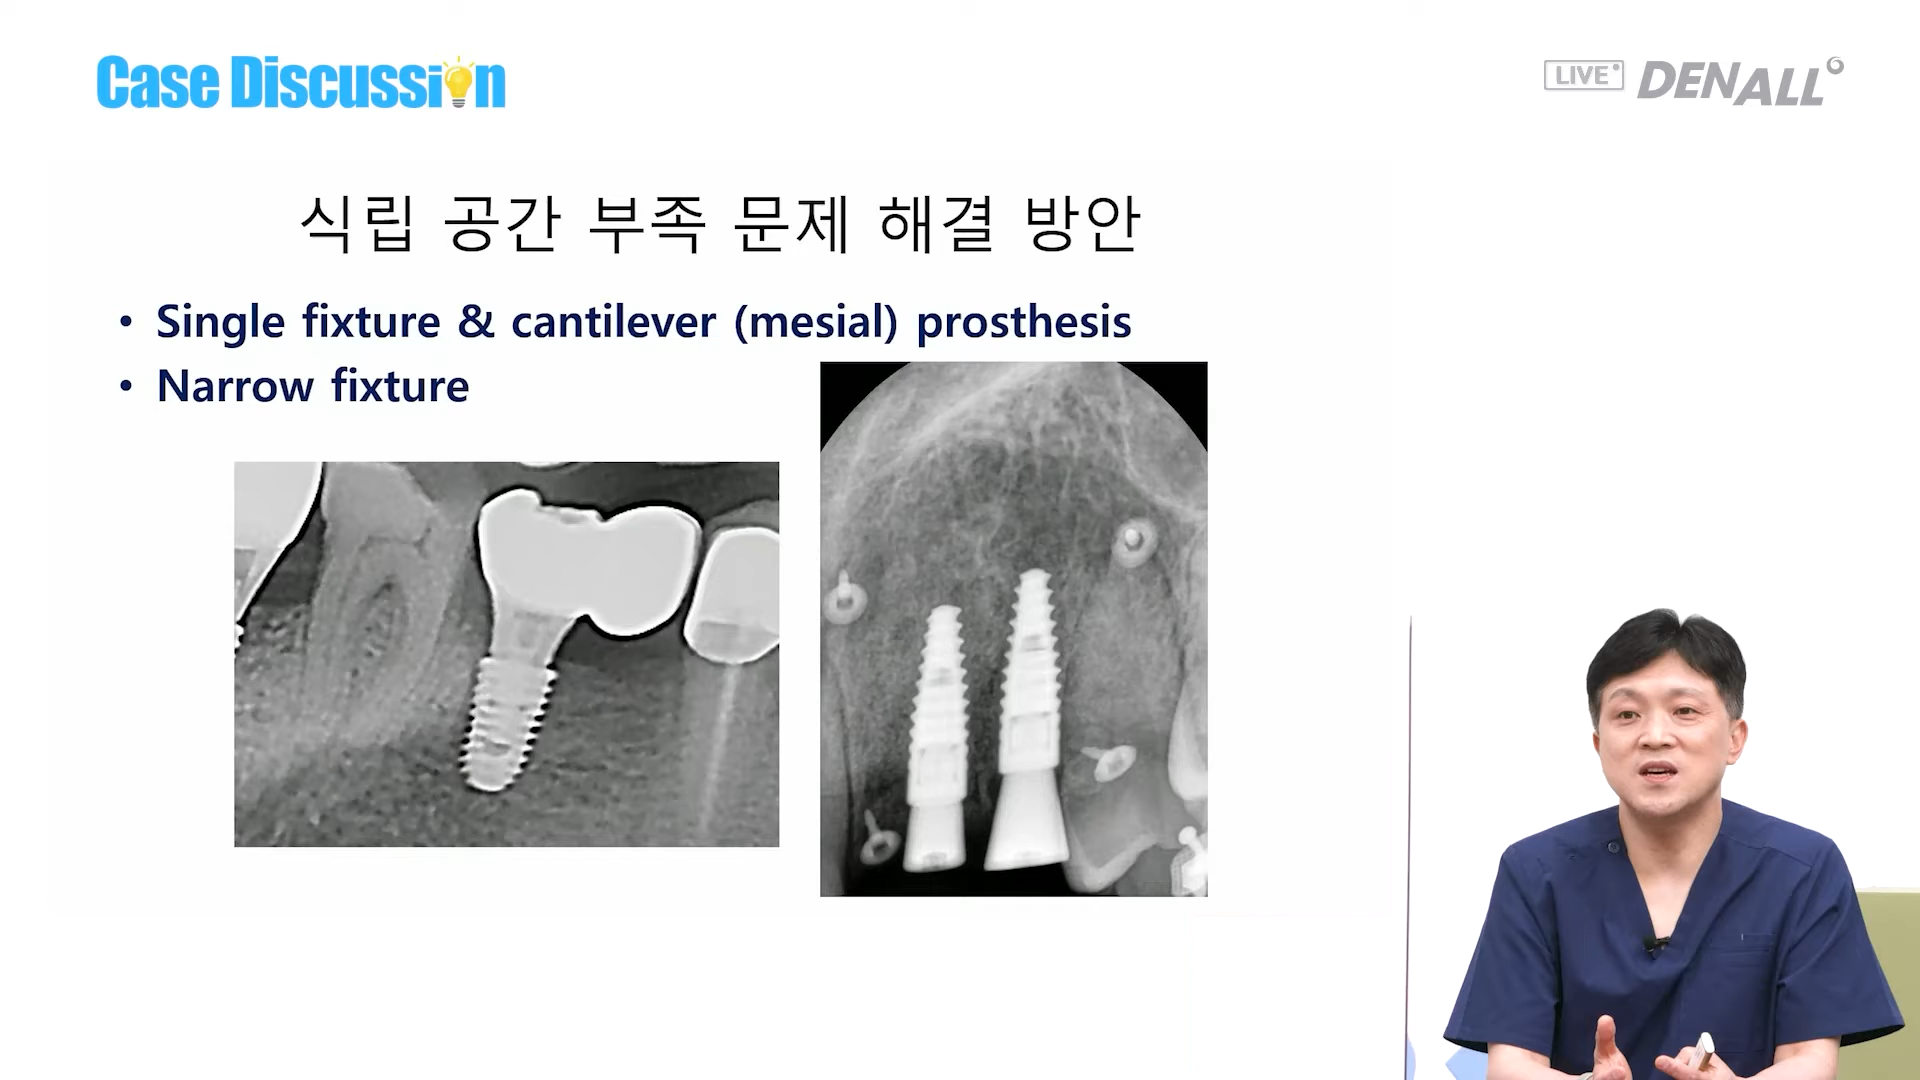 Case Discussion
LIVE DENALL
식립 공간 부족 문제 해결 방안
• Single fixture & cantilever (mesial) prosthesis
• Narrow fixture